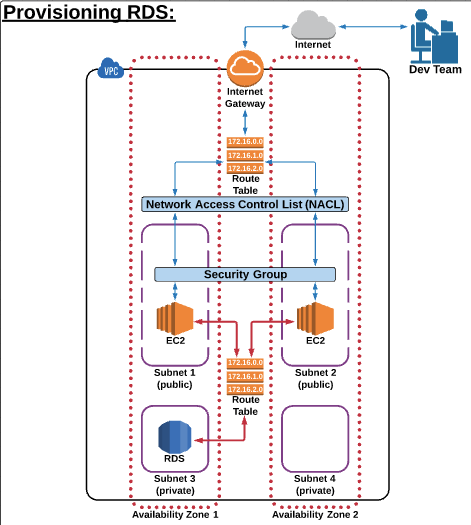 Provisioning RDS:
Internet
Dev Team
VPC
Internet
Gateway
172.16.0.0
172.16.1.0
172.16.2.0
Route
Table
Network Access Control List (NACL)
Security Group
EC2
EC2
Subnet 1
(public)
Subnet 2
(public)
172.16.0.0
172.16.1.0
172.16.2.0
Route
Table
RDS
Subnet 3
(private)
Subnet 4
(private)
Availability Zone 1
Availability Zone 2